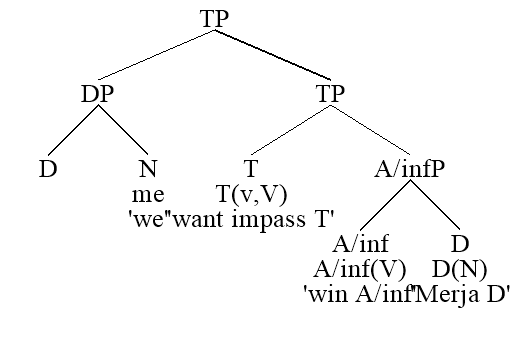 TP
DP TP
D N T A/infP
me T(v,V)
'we' 'want impass T'
A/inf D
A/inf(V) D(N)
'win A/inf' 'Merja D'